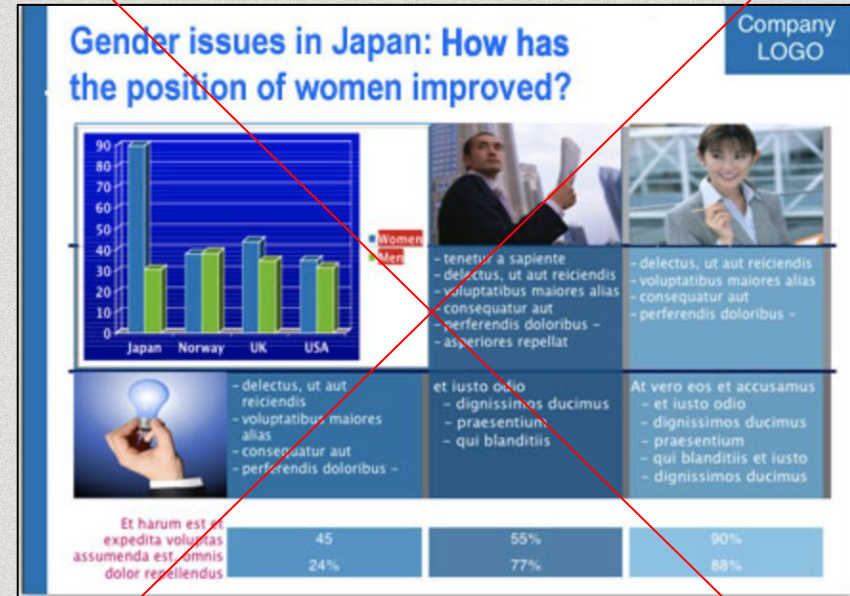 Gender issues in Japan: How has
the position of women improved?
Company
LOGO
90
80
70
60
50
40
30
20
10
0
Japan Norway UK USA
Women
Men
– tenetur a sapiente
– delectus, ut aut reiciendis
– voluptatibus maiores alias
– consequatur aut
– perferendis doloribus –
– asperiores repellat
– delectus, ut aut reiciendis
– voluptatibus maiores alias
– consequatur aut
– perferendis doloribus –
– delectus, ut aut
reiciendis
– voluptatibus maiores
alias
– consequatur aut
– perferendis doloribus –
et iusto odio
– dignissimos ducimus
– praesentium
– qui blanditiis
At vero eos et accusamus
– et iusto odio
– dignissimos ducimus
– praesentium
– qui blanditiis et iusto
– dignissimos ducimus
Et harum est et
expedita voluptas
assumenda est, omnis
dolor repellendus
45 55% 90%
24% 77% 88%